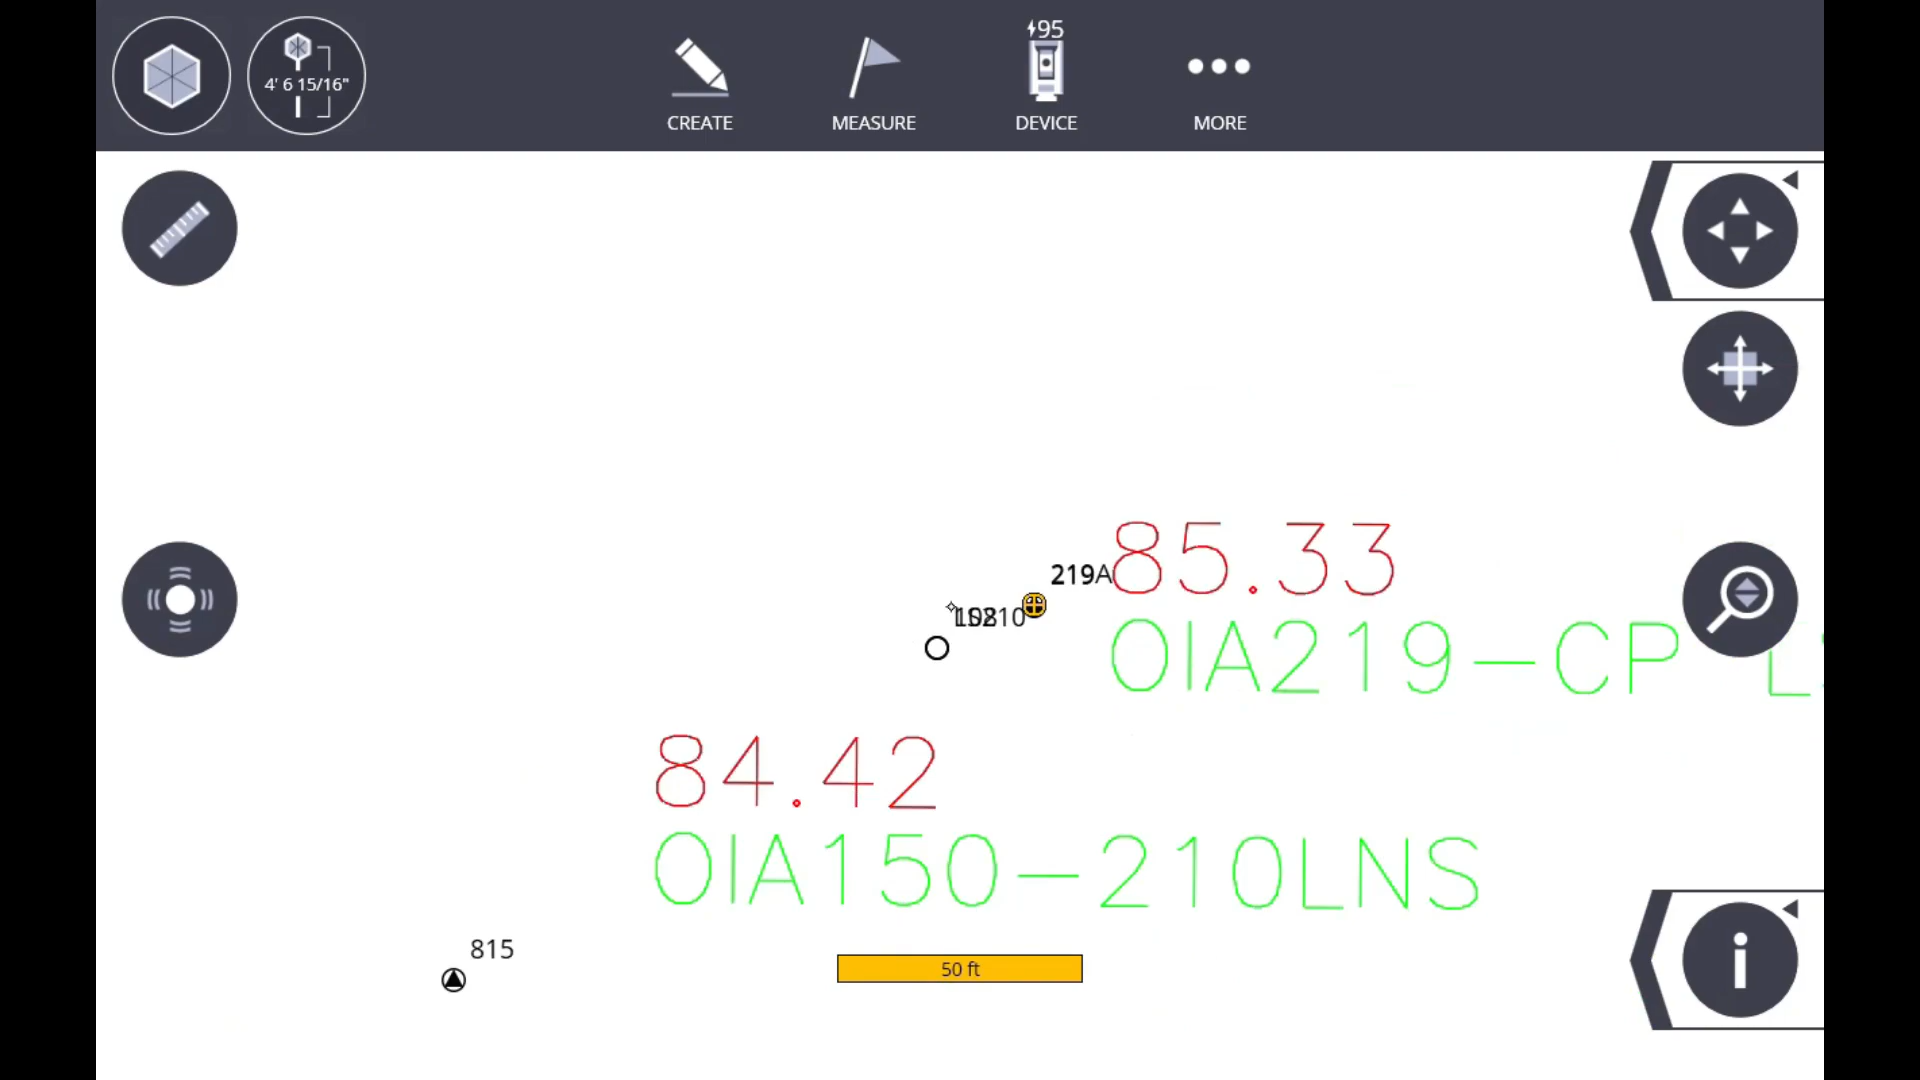 95
4' 6 15/16"
CREATE
MEASURE
DEVICE
MORE
85.33
219A
OIA219-CP
84.42
OIA150-210LNS
815
50 ft